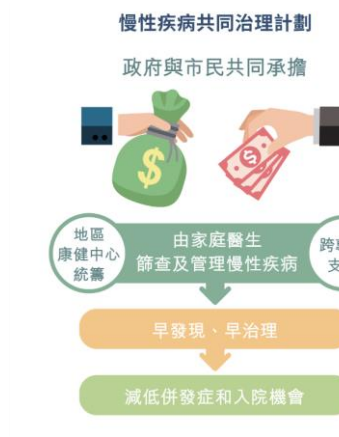 慢性疾病共同治理計劃
政府與市民共同承擔
$
$
地區
康健中心
統籌
由家庭醫生
篩查及管理慢性疾病
跨
支
早發現、早治理
減低併發症和入院機會